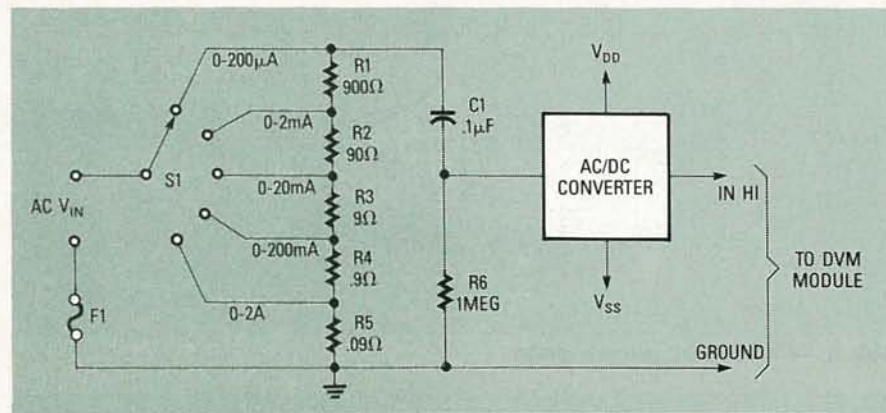 0-200μA
R1
900Ω
0-2mA
R2
90Ω
S1
0-20mA
AC VIN
R3
9Ω
0-200mA
R4
.9Ω
F1
0-2A
R5
.09Ω
C1
.1μF
R6
1MEG
VDD
AC/DC
CONVERTER
VSS
IN HI
TO DVM
MODULE
GROUND